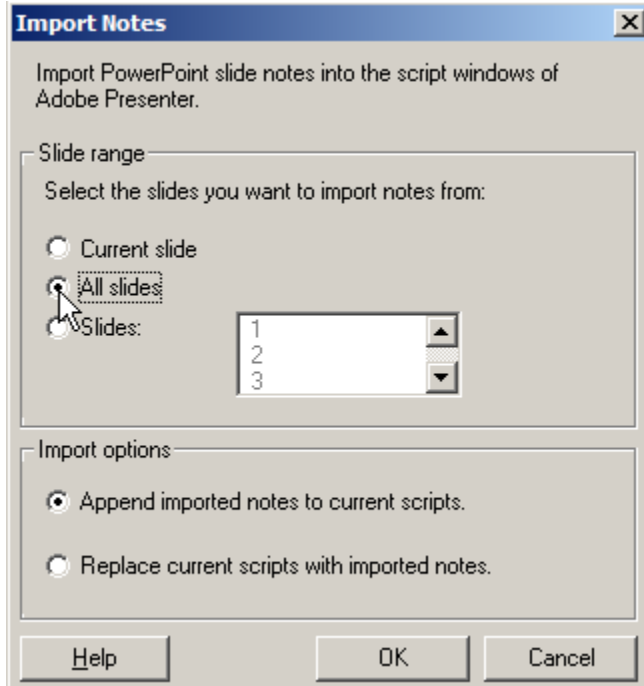 Import Notes
Import PowerPoint slide notes into the script windows of
Adobe Presenter.
Slide range
Select the slides you want to import notes from:
Current slide
All slides
Slides:
1
2
3
Import options
Append imported notes to current scripts.
Replace current scripts with imported notes.
Help OK Cancel